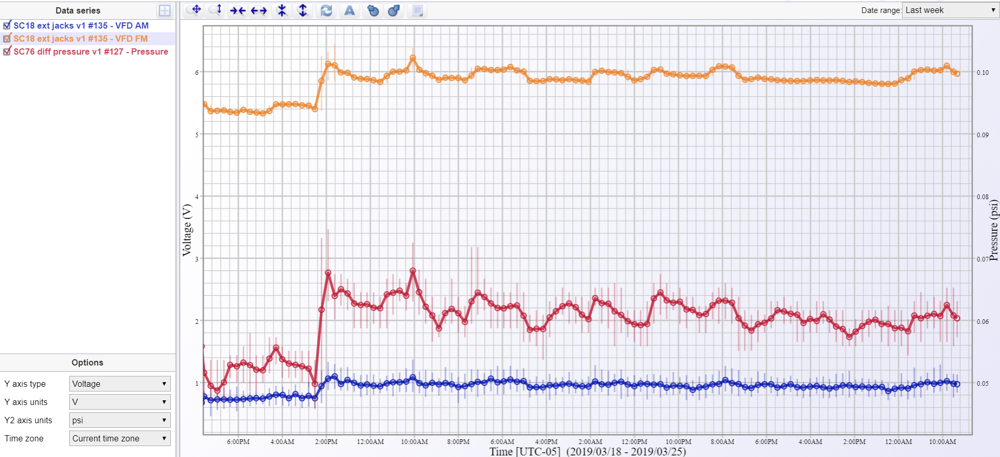 Data series
SC18 ext jacks v1 #135 - VFD AM
SC18 ext jacks v1 #135 - VFD FM
SC76 diff pressure v1 #127 - Pressure
Options
Y axis type Voltage
Y axis units V
Y2 axis units psi
Time zone Current time zone
A
Date range: Last week
Voltage (V)
6
5
4
3
2
1
0.10
0.09
0.08
0.07
0.06
0.05
Pressure (psi)
6:00PM 4:00AM 2:00PM 12:00AM 10:00AM 8:00PM 6:00AM 4:00PM 2:00AM 12:00PM 10:00PM 8:00AM 6:00PM 4:00AM 2:00PM 12:00AM 10:00AM
Time [UTC-05] (2019/03/18 - 2019/03/25)